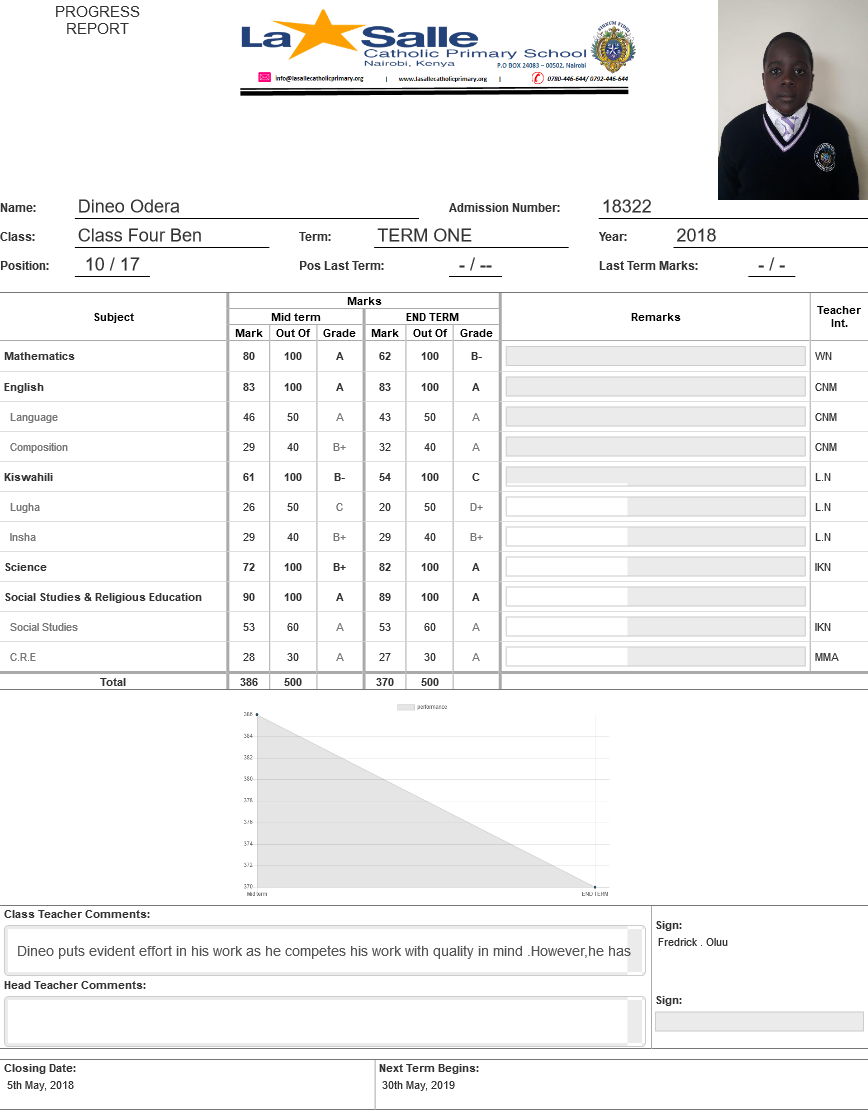 PROGRESS
REPORT
La Salle
Catholic Primary School
Nairobi, Kenya
P.O BOX 24083 – 00502, Nairobi
info@lasallecatholicprimary.org | www.lasallecatholicprimary.org | 0780-446-644/ 0792-446-644
Name: Dineo Odera Admission Number: 18322
Class: Class Four Ben Term: TERM ONE Year: 2018
Position: 10 / 17 Pos Last Term: - / -- Last Term Marks: - / -
Subject Marks Remarks Teacher Int.
Mid term END TERM
Mark Out Of Grade Mark Out Of Grade
Mathematics 80 100 A 62 100 B- WN
English 83 100 A 83 100 A CNM
Language 46 50 A 43 50 A CNM
Composition 29 40 B+ 32 40 A CNM
Kiswahili 61 100 B- 54 100 C L.N
Lugha 26 50 C 20 50 D+ L.N
Insha 29 40 B+ 29 40 B+ L.N
Science 72 100 B+ 82 100 A IKN
Social Studies & Religious Education 90 100 A 89 100 A
Social Studies 53 60 A 53 60 A IKN
C.R.E 28 30 A 27 30 A MMA
Total 386 500 370 500
performance
386
384
382
380
378
376
374
372
370
Mid term END TERM
Class Teacher Comments:
Dineo puts evident effort in his work as he competes his work with quality in mind .However,he has
Sign:
Fredrick . Oluu
Head Teacher Comments:
Sign:
Closing Date: Next Term Begins:
5th May, 2018 30th May, 2019